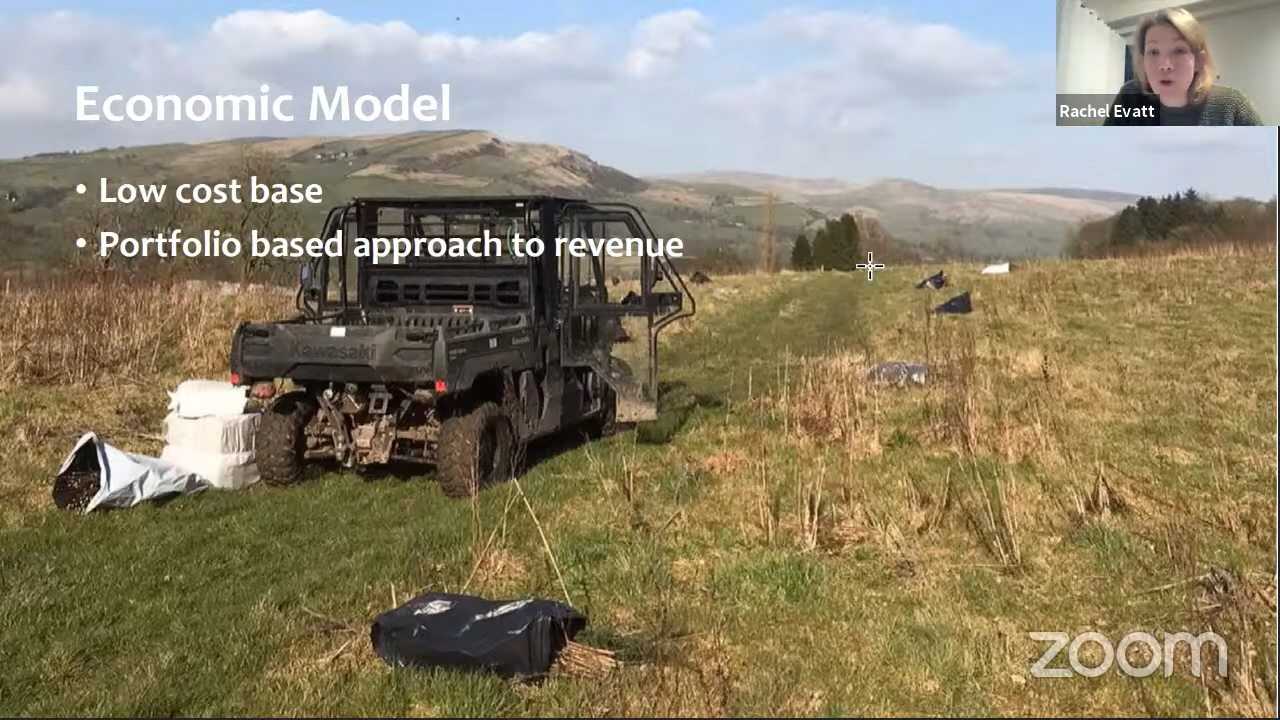 Economic Model
• Low cost base
• Portfolio based approach to revenue
Rachel Evatt
Kawasaki
zoom